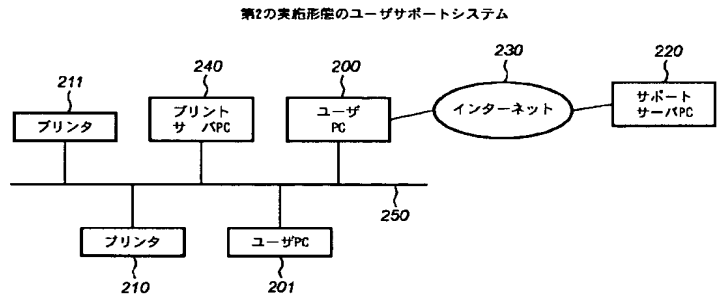 第2の実施形態のユーザサポートシステム
211
240
200
230
220
プリンタ
プリント
サーバPC
ユーザ
PC
インターネット
サポート
サーバPC
250
プリンタ
ユーザPC
210
201